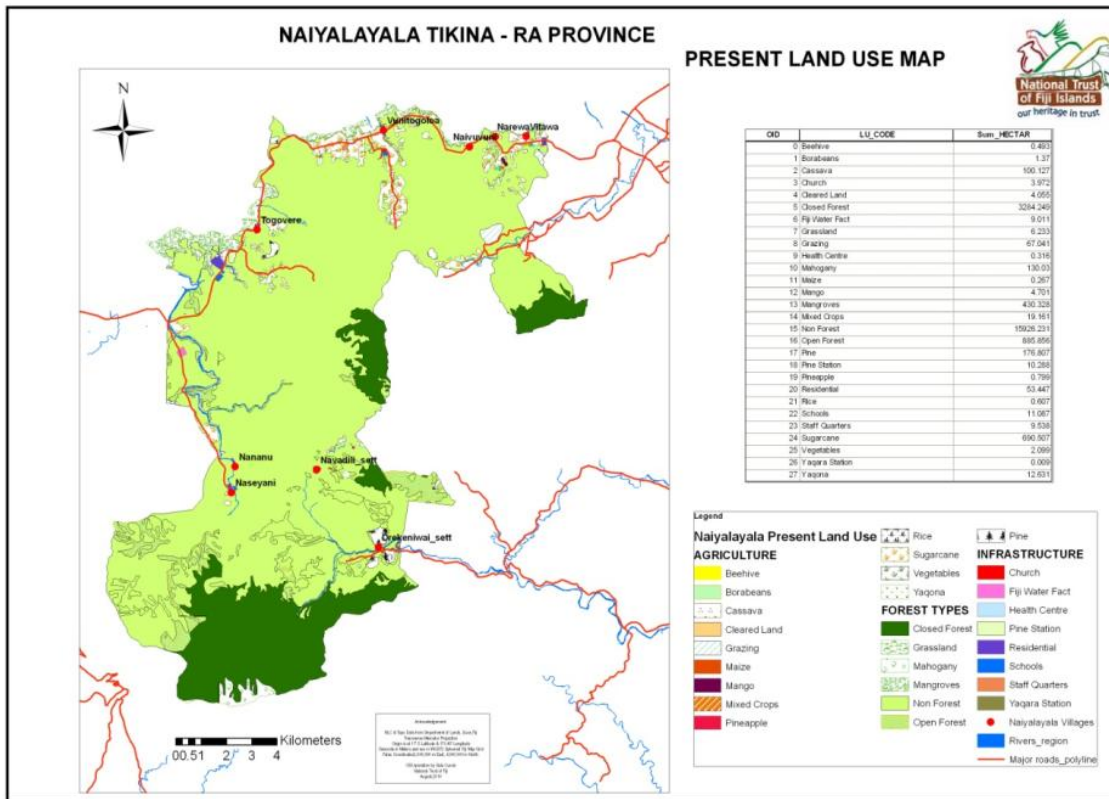 NAIYALAYALA TIKINA - RA PROVINCE
PRESENT LAND USE MAP
National Trust
of Fiji Islands
our heritage in trust
N
Vunitogoloa
Naivuvuni
NarewaVitawa
Togovere
Nananu
Navadili_sett
Naseyani
Drekeniwai_sett
00.51 2 3 4 Kilometers
OID LU_CODE Sum_HECTAR
0 Beehive 0.493
1 Borabeans 1.37
2 Cassava 100.127
3 Church 3.972
4 Cleared Land 4.055
5 Closed Forest 3284.249
6 Fiji Water Fact 9.011
7 Grassland 6.233
8 Grazing 67.041
9 Health Centre 0.316
10 Mahogany 130.03
11 Maize 0.267
12 Mango 4.701
13 Mangroves 430.328
14 Mixed Crops 19.161
15 Non Forest 15926.231
16 Open Forest 885.856
17 Pine 176.807
18 Pine Station 10.288
19 Pineapple 0.799
20 Residential 53.447
21 Rice 0.607
22 Schools 11.087
23 Staff Quarters 9.538
24 Sugarcane 690.507
25 Vegetables 2.099
26 Yaqara Station 0.009
27 Yaqona 12.631
Legend
Naiyalayala Present Land Use
AGRICULTURE
Beehive
Borabeans
Cassava
Cleared Land
Grazing
Maize
Mango
Mixed Crops
Pineapple
Rice
Sugarcane
Vegetables
Yaqona
FOREST TYPES
Closed Forest
Grassland
Mahogany
Mangroves
Non Forest
Open Forest
Pine
INFRASTRUCTURE
Church
Fiji Water Fact
Health Centre
Pine Station
Residential
Schools
Staff Quarters
Yaqara Station
Naiyalayala Villages
Rivers_region
Major roads_polyline